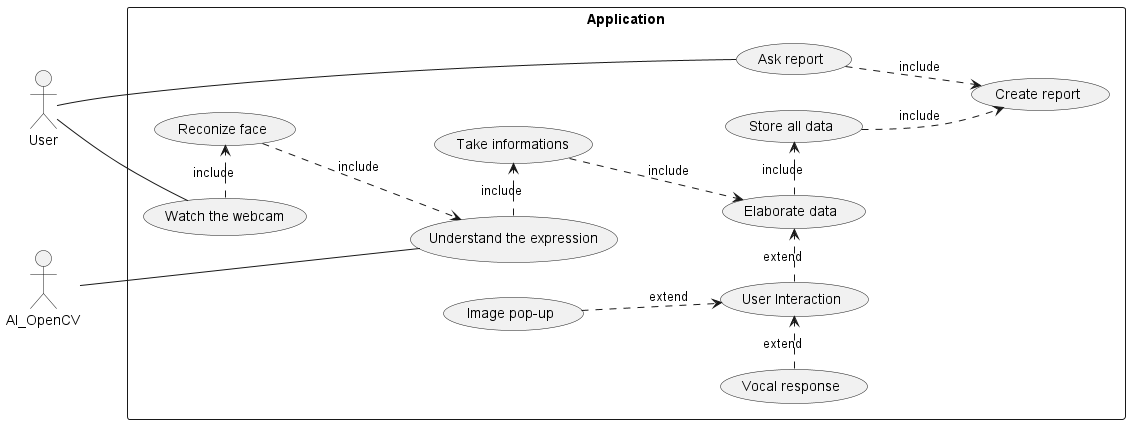 Application
Ask report
include
Create report
User
Reconize face
Store all data
include
Take informations
include
include
include
include
include
Watch the webcam
Elaborate data
Understand the expression
extend
AI_OpenCV
Image pop-up
extend
User Interaction
extend
Vocal response